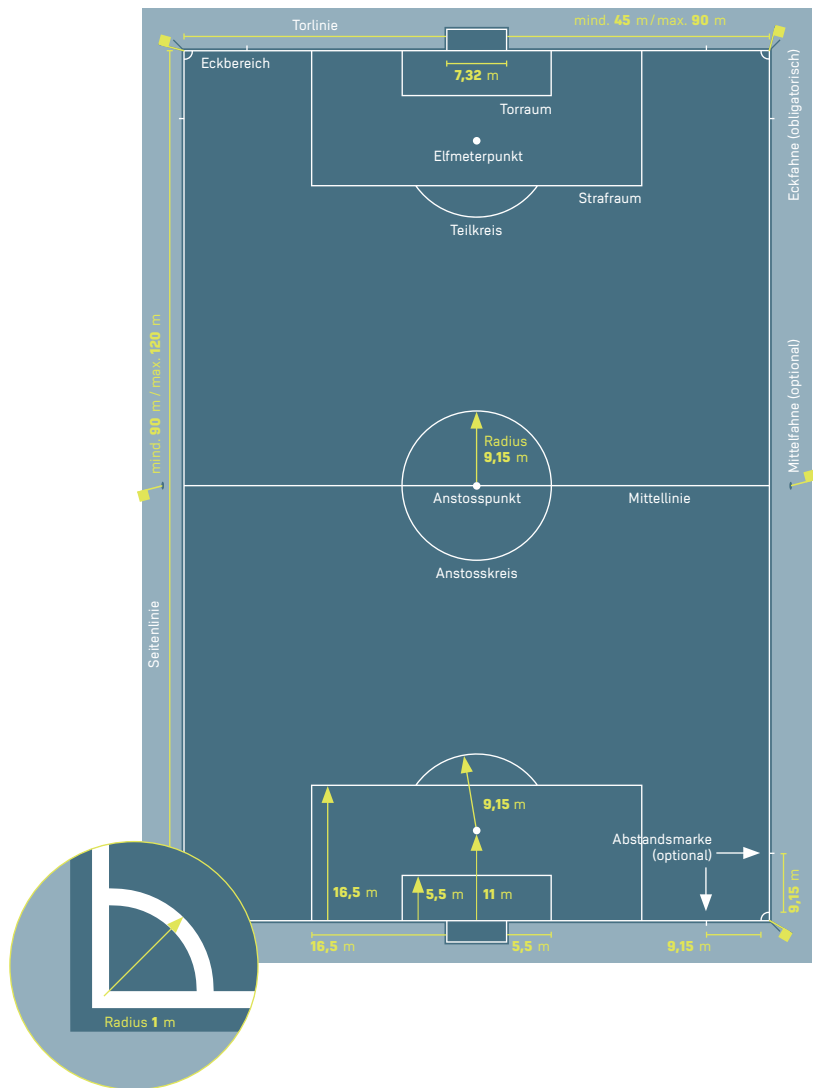 Torlinie
mind. 45 m / max. 90 m
Eckbereich
7,32 m
Torraum
Elfmeterpunkt
Strafraum
Teilkreis
Eckfahne (obligatorisch)
mind. 90 m / max. 120 m
Mittelfahne (optional)
Radius
9,15 m
Anstosspunkt
Mittellinie
Anstosskreis
Seitenlinie
9,15 m
Abstandsmarke
(optional)
16,5 m
5,5 m
11 m
9,15 m
16,5 m
5,5 m
9,15 m
Radius 1 m